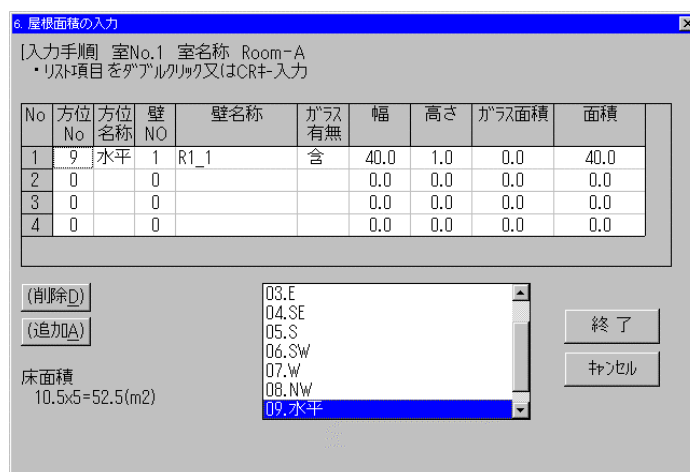 6. 屋根面積の入力
[入力手順] 室No.1 室名称 Room-A
・ﾘｽﾄ項目をﾀﾞﾌﾞﾙｸﾘｯｸ又はCRｷｰ入力
No 方位No 方位名称 壁NO 壁名称 ｶﾞﾗｽ有無 幅 高さ ｶﾞﾗｽ面積 面積
1 9 水平 1 R1_1 含 40.0 1.0 0.0 40.0
2 0 0 0.0 0.0 0.0 0.0
3 0 0 0.0 0.0 0.0 0.0
4 0 0 0.0 0.0 0.0 0.0
(削除D)
(追加A)
床面積
10.5x5=52.5(m2)
03.E
04.SE
05.S
06.SW
07.W
08.NW
09.水平
終了
ｷｬﾝｾﾙ